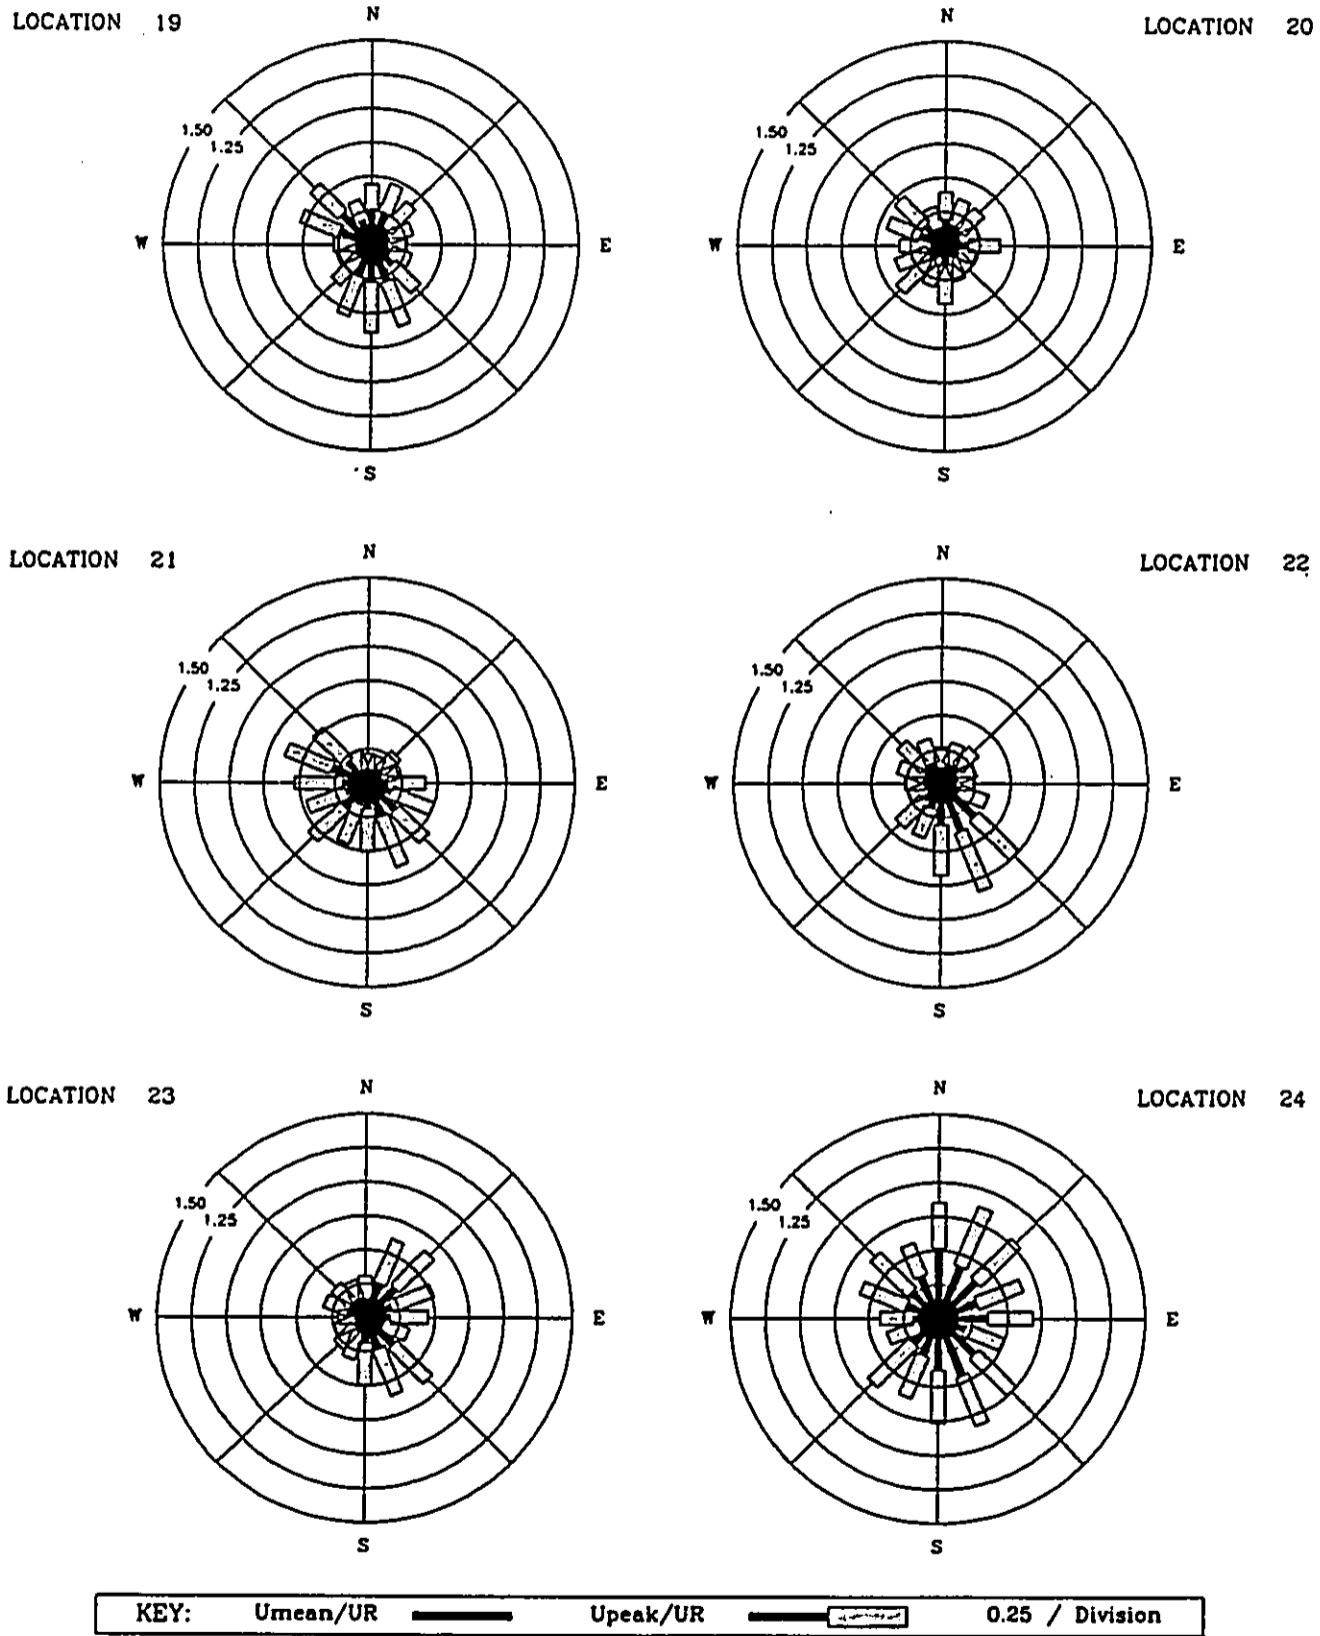 LOCATION 19
N
LOCATION 20
N
1.50
1.25
1.50
1.25
W
E
W
E
S
S
LOCATION 21
N
LOCATION 22
N
1.50
1.25
1.50
1.25
W
E
W
E
S
S
LOCATION 23
N
LOCATION 24
N
1.50
1.25
1.50
1.25
W
E
W
E
S
S
KEY: Umean/UR Upeak/UR 0.25 / Division